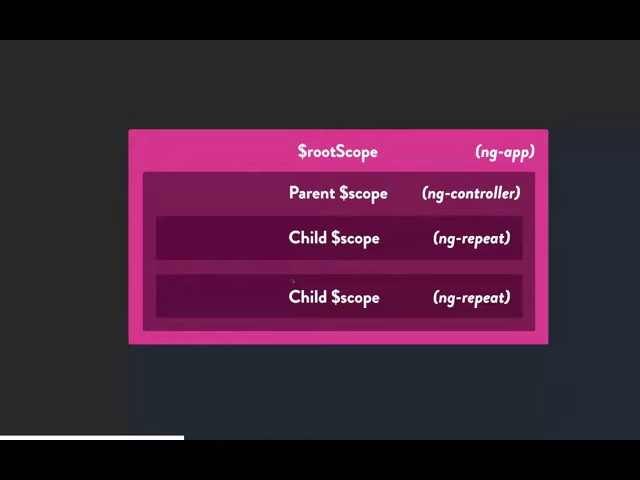 $rootScope (ng-app)
Parent $scope (ng-controller)
Child $scope (ng-repeat)
Child $scope (ng-repeat)